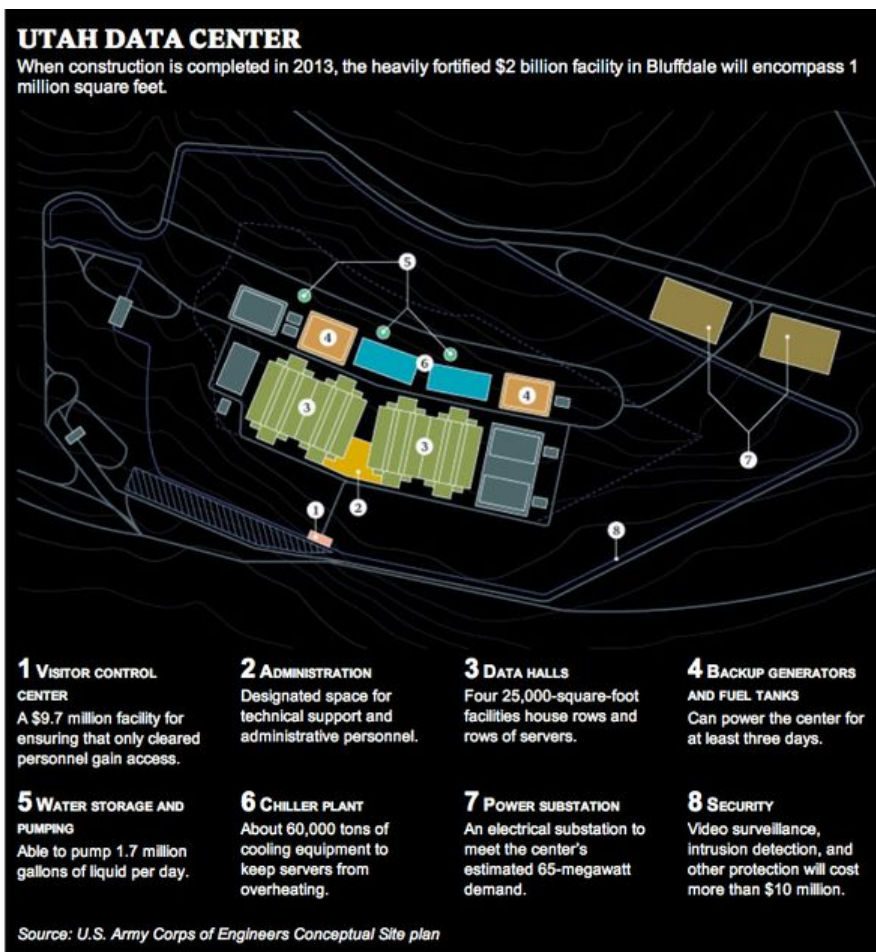 UTAH DATA CENTER
When construction is completed in 2013, the heavily fortified $2 billion facility in Bluffdale will encompass 1
million square feet.
5
4
6
4
3
3
7
1
2
8
1 VISITOR CONTROL
CENTER
A $9.7 million facility for
ensuring that only cleared
personnel gain access.
2 ADMINISTRATION
Designated space for
technical support and
administrative personnel.
3 DATA HALLS
Four 25,000-square-foot
facilities house rows and
rows of servers.
4 BACKUP GENERATORS
AND FUEL TANKS
Can power the center for
at least three days.
5 WATER STORAGE AND
PUMPING
Able to pump 1.7 million
gallons of liquid per day.
6 CHILLER PLANT
About 60,000 tons of
cooling equipment to
keep servers from
overheating.
7 POWER SUBSTATION
An electrical substation to
meet the center's
estimated 65-megawatt
demand.
8 SECURITY
Video surveillance,
intrusion detection, and
other protection will cost
more than $10 million.
Source: U.S. Army Corps of Engineers Conceptual Site plan